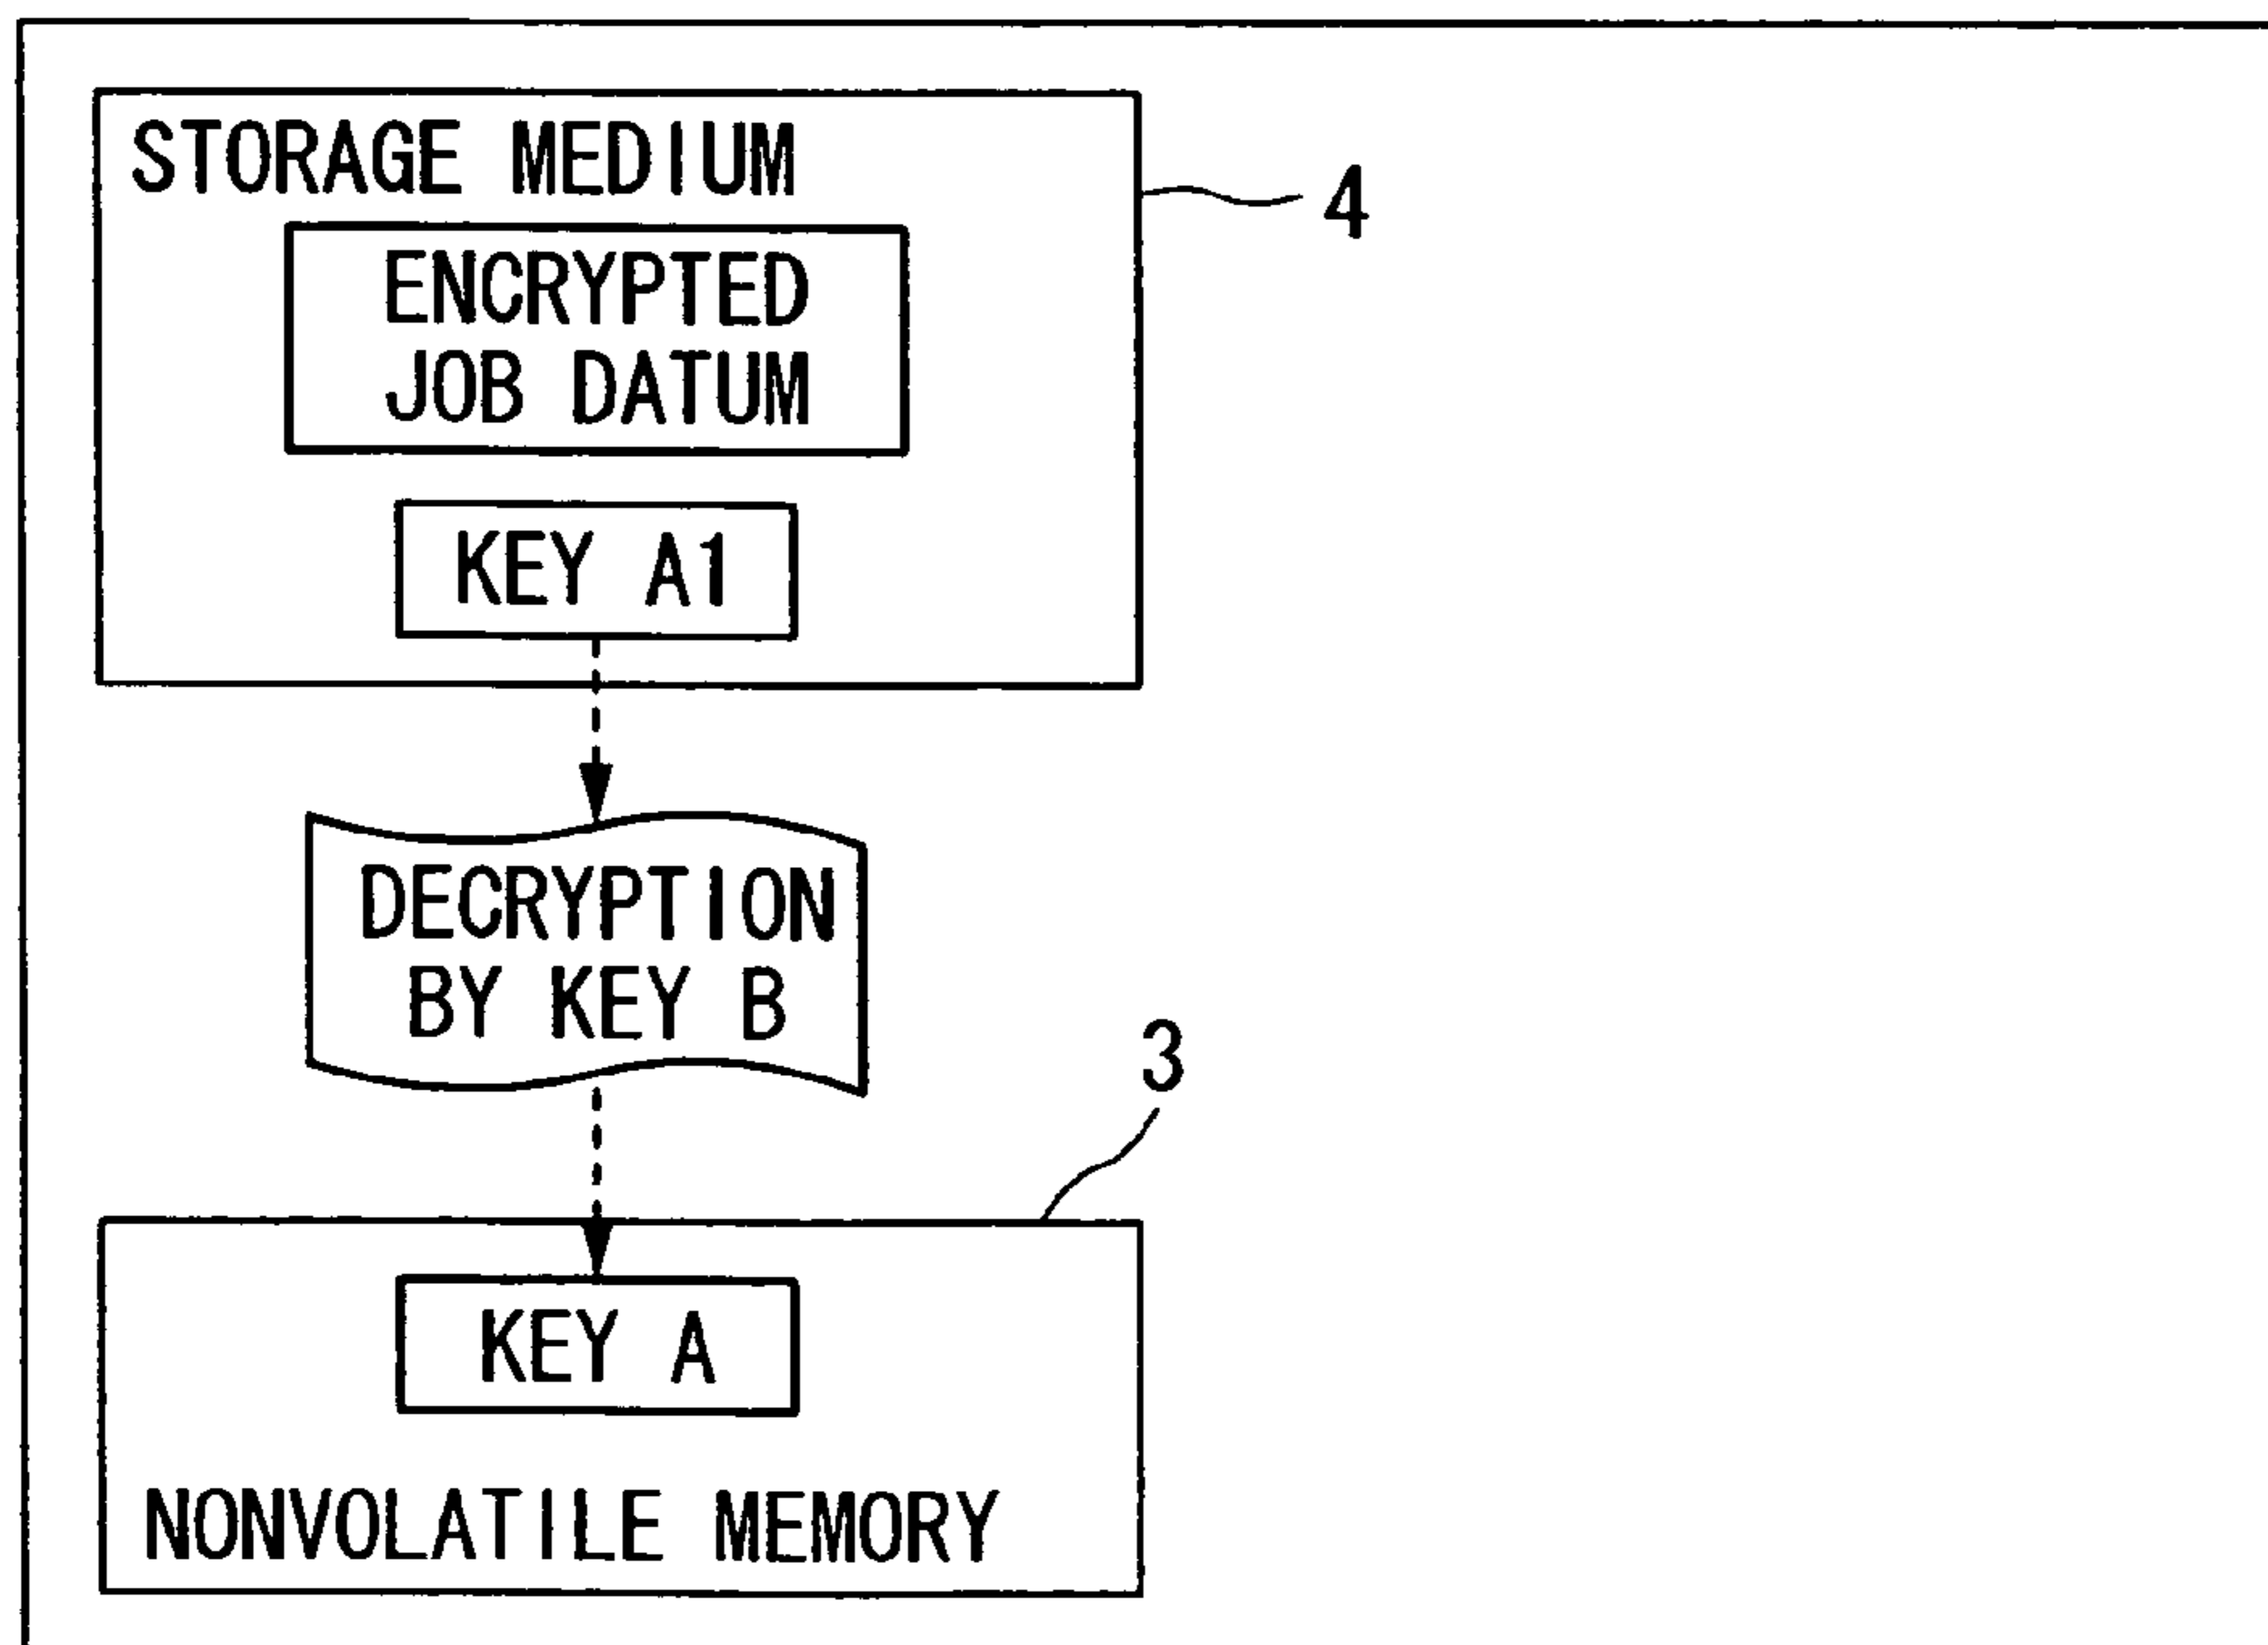 STORAGE MEDIUM
4
ENCRYPTED
JOB DATUM
KEY A1
DECRYPTION
BY KEY B
3
KEY A
NONVOLATILE MEMORY